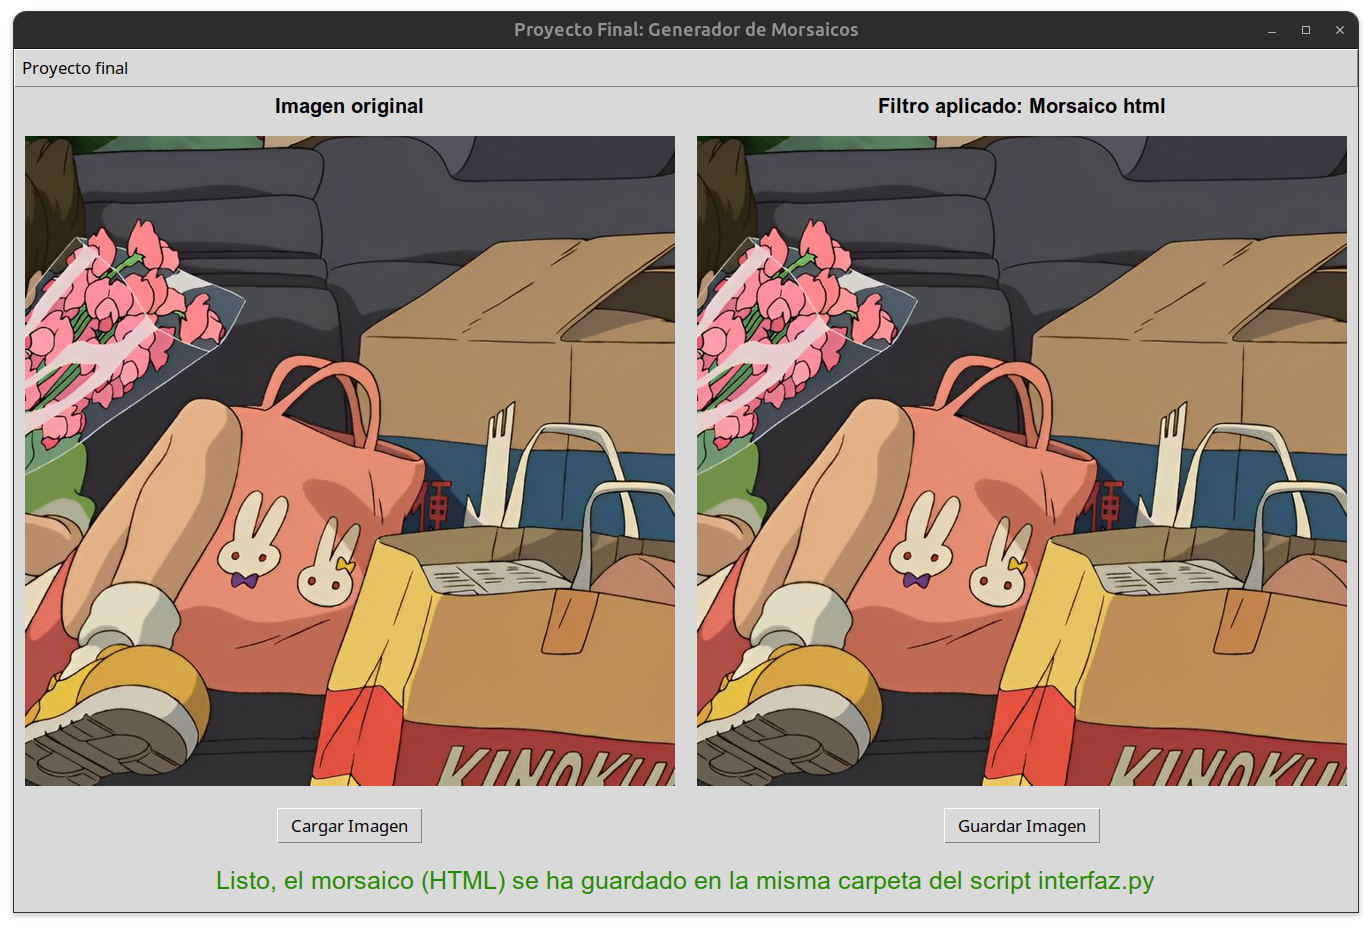 Proyecto Final: Generador de Morsaicos
Proyecto final
Imagen original
Filtro aplicado: Morsaico html
KINOKU
KINOKU
Cargar Imagen
Guardar Imagen
Listo, el morsaico (HTML) se ha guardado en la misma carpeta del script interfaz.py